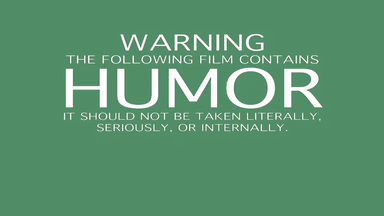 WARNING
THE FOLLOWING FILM CONTAINS
HUMOR
IT SHOULD NOT BE TAKEN LITERALLY,
SERIOUSLY, OR INTERNALLY.